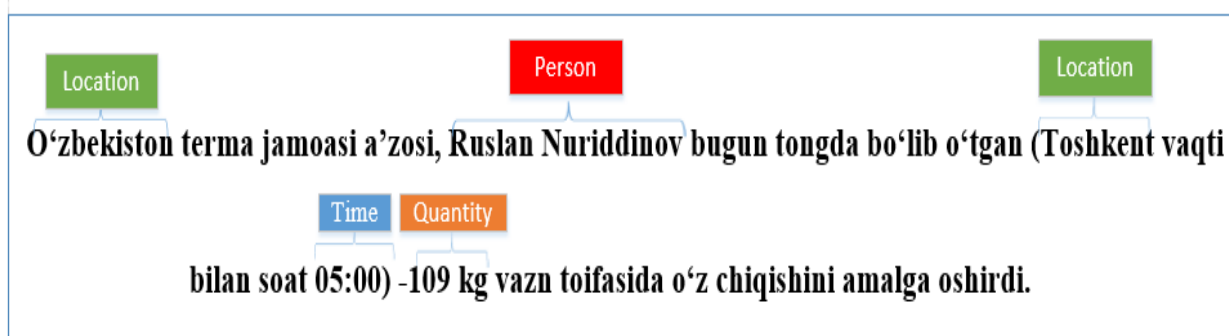 Location Person Location
O‘zbekiston terma jamoasi a’zosi, Ruslan Nuriddinov bugun tongda bo‘lib o‘tgan (Toshkent vaqti
Time Quantity
bilan soat 05:00) -109 kg vazn toifasida o‘z chiqishini amalga oshirdi.